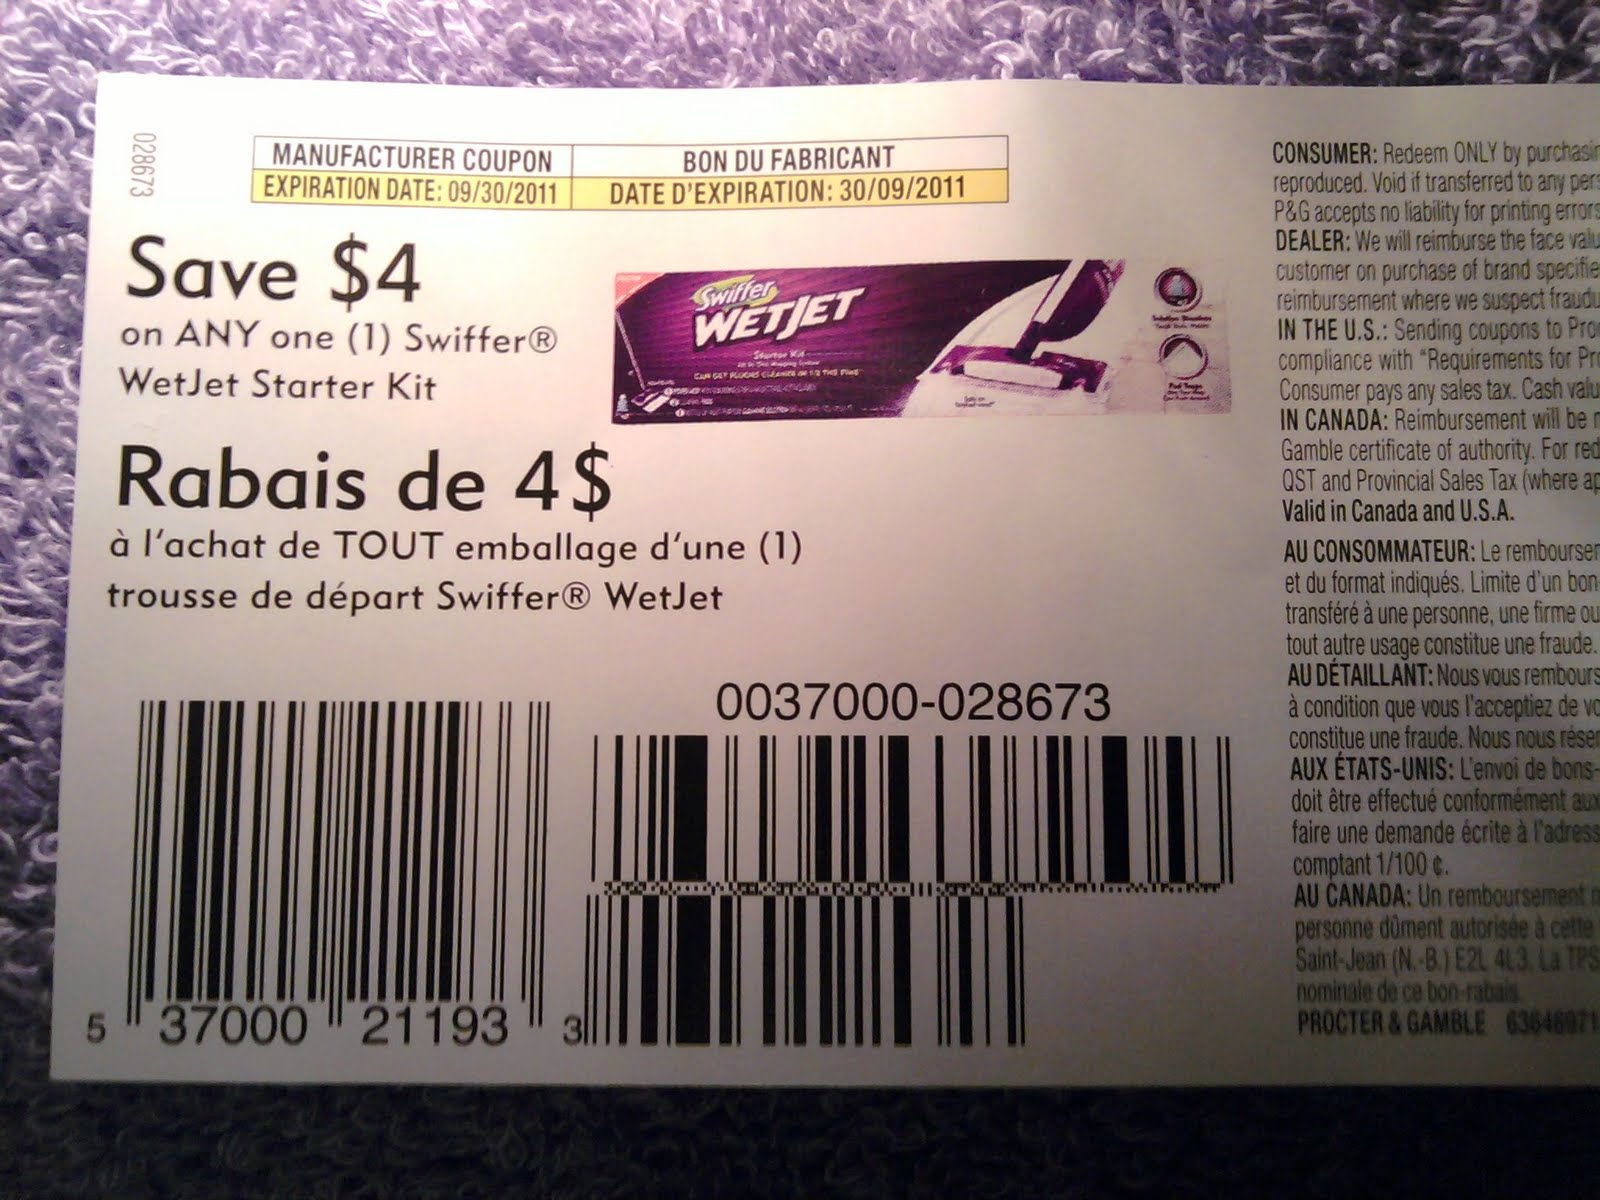 028673
MANUFACTURER COUPON
BON DU FABRICANT
EXPIRATION DATE: 09/30/2011
DATE D'EXPIRATION: 30/09/2011
Save $4
on ANY one (1) Swiffer®
WetJet Starter Kit
Swiffer
WETJET
Starter Kit
Rabais de 4$
à l'achat de TOUT emballage d'une (1)
trousse de départ Swiffer® WetJet
0037000-028673
5 37000 21193 3
CONSUMER: Redeem ONLY by purchasin
reproduced. Void if transferred to any pers
P&G accepts no liability for printing errors
DEALER: We will reimburse the face valu
customer on purchase of brand specifie
reimbursement where we suspect fraudu
IN THE U.S.: Sending coupons to Pro
compliance with "Requirements for Pr
Consumer pays any sales tax. Cash valu
IN CANADA: Reimbursement will be
Gamble certificate of authority. For red
QST and Provincial Sales Tax (where ap
Valid in Canada and U.S.A.
AU CONSOMMATEUR: Le remboursem
et du format indiqués. Limite d'un bon-
transféré à une personne, une firme ou
tout autre usage constitue une fraude.
AU DÉTAILLANT: Nous vous rembours
à condition que vous l'acceptiez de vo
constitue une fraude. Nous nous réser
AUX ÉTATS-UNIS: L'envoi de bons-
doit être effectué conformément aux
faire une demande écrite à l'adress
comptant 1/100 ¢.
AU CANADA: Un remboursement
personne dûment autorisée à cette
Saint-Jean (N.-B.) E2L 4L3. La TPS
nominale de ce bon-rabais.
PROCTER & GAMBLE